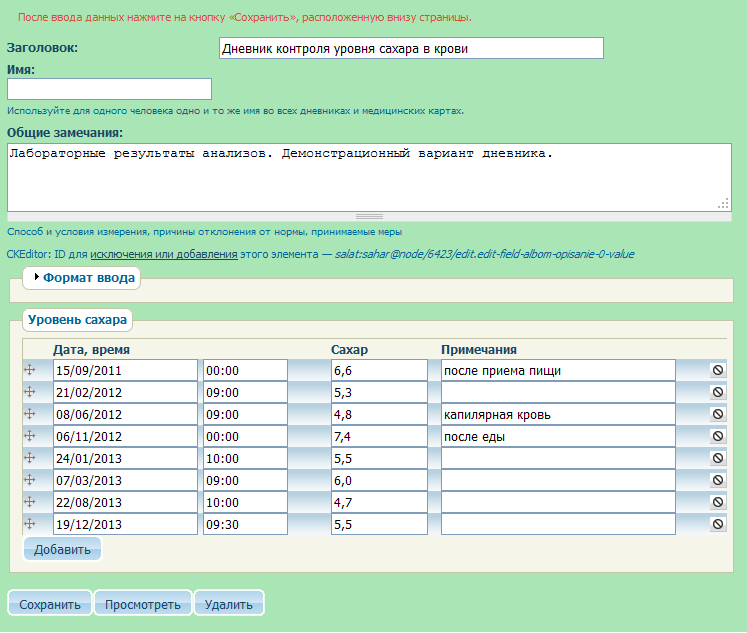 После ввода данных нажмите на кнопку «Сохранить», расположенную внизу страницы.
Заголовок: Дневник контроля уровня сахара в крови
Имя:
Используйте для одного человека одно и то же имя во всех дневниках и медицинских картах.
Общие замечания:
Лабораторные результаты анализов. Демонстрационный вариант дневника.
Способ и условия измерения, причины отклонения от нормы, принимаемые меры
CKEditor: ID для исключения или добавления этого элемента — salat:sahar@node/6423/edit.edit-field-albom-opisanie-0-value
Формат ввода
Уровень сахара
Дата, время Сахар Примечания
15/09/2011 00:00 6,6 после приема пищи
21/02/2012 09:00 5,3
08/06/2012 09:00 4,8 капилярная кровь
06/11/2012 00:00 7,4 после еды
24/01/2013 10:00 5,5
07/03/2013 09:00 6,0
22/08/2013 10:00 4,7
19/12/2013 09:30 5,5
Добавить
Сохранить Просмотреть Удалить